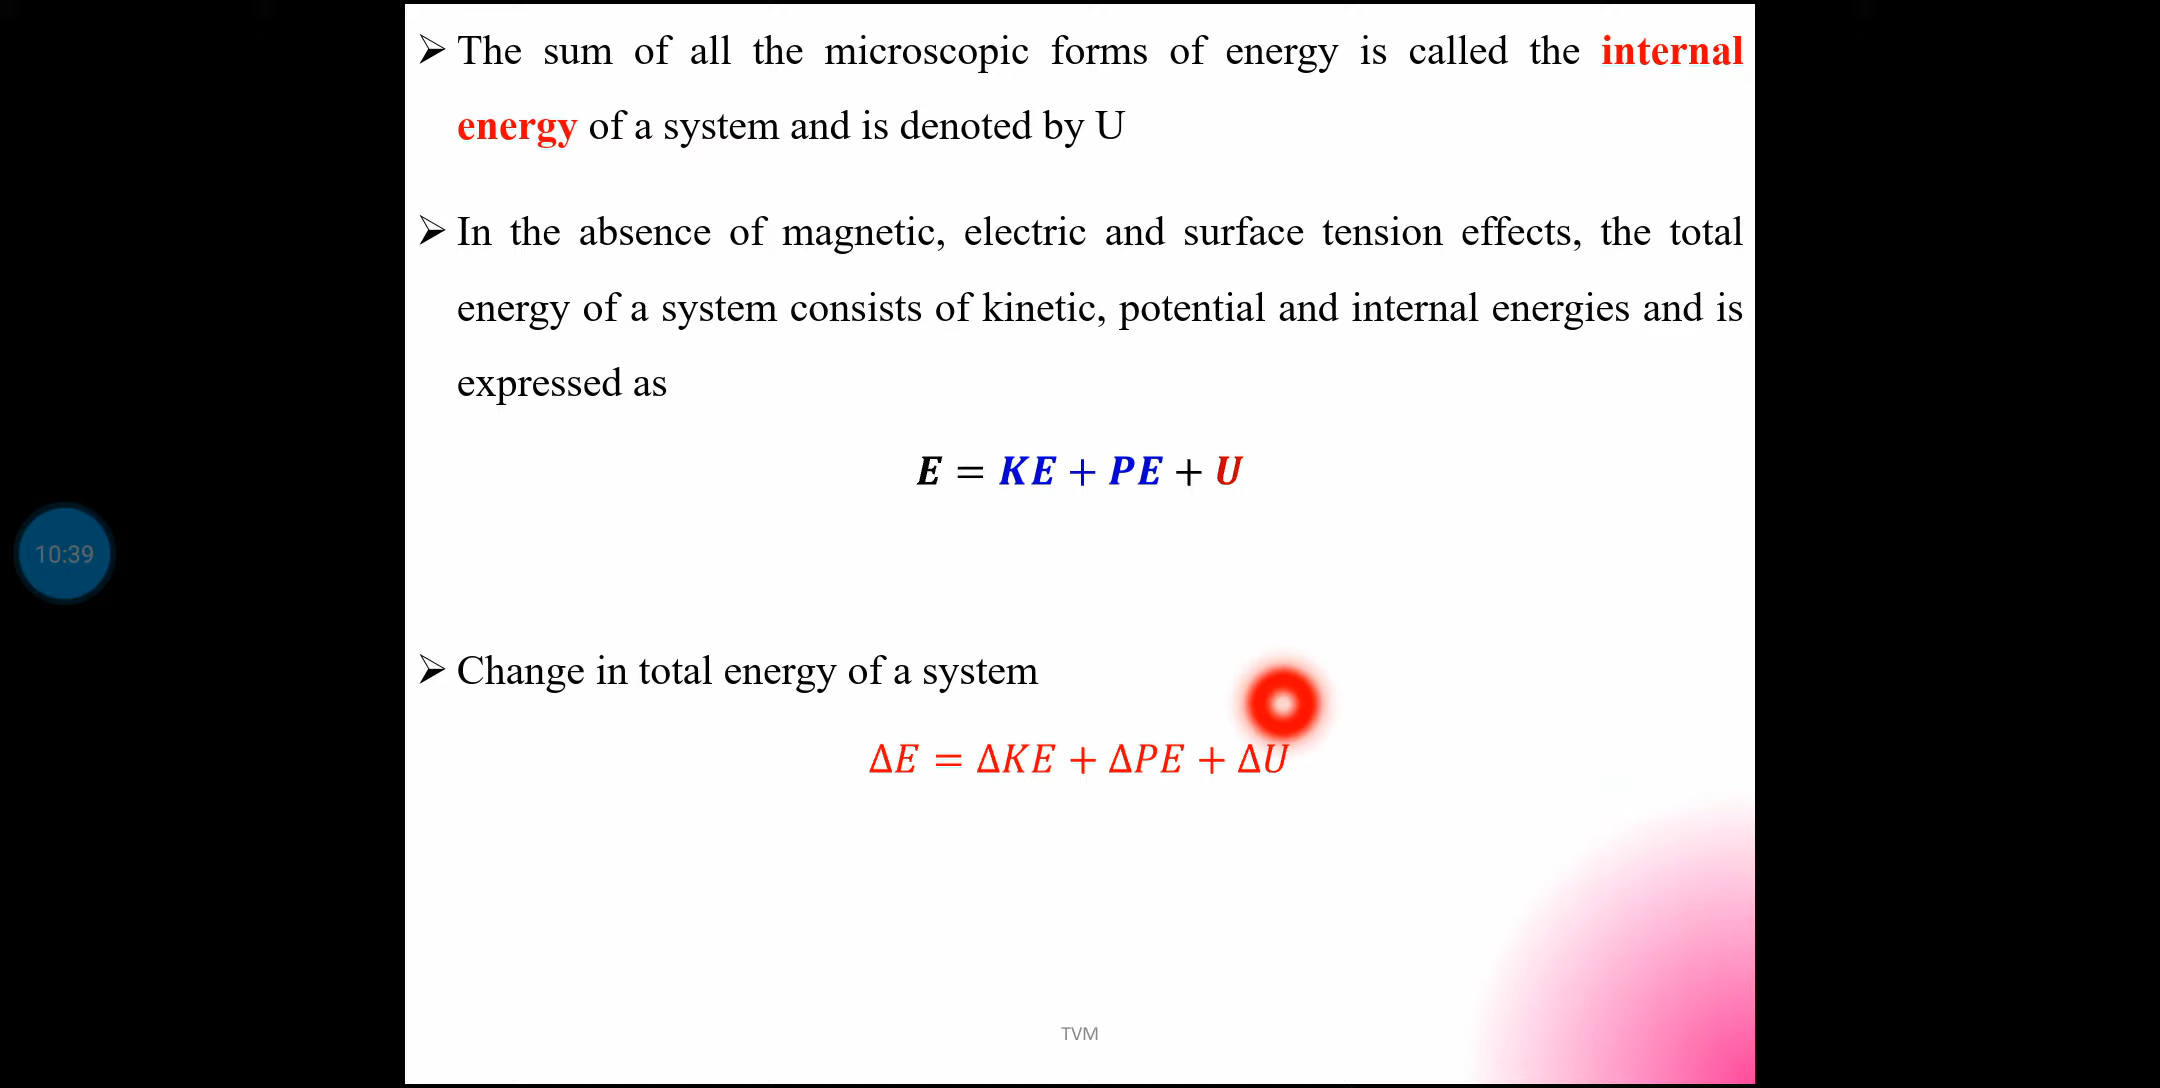 The sum of all the microscopic forms of energy is called the internal
energy of a system and is denoted by U
In the absence of magnetic, electric and surface tension effects, the total
energy of a system consists of kinetic, potential and internal energies and is
expressed as
E = KE + PE + U
10:39
Change in total energy of a system
ΔE = ΔKE + ΔPE + ΔU
TVM